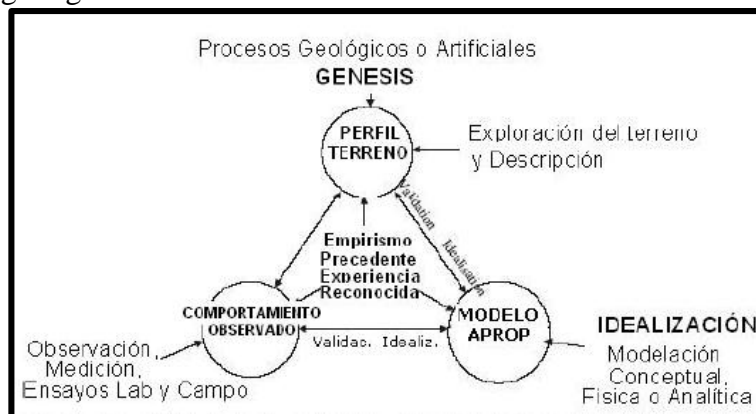 Procesos Geológicos o Artificiales
GENESIS
PERFIL
TERRENO
Exploración del terreno
y Descripción
Validation Idealisation
Empirismo
Precedente
Experiencia
Reconocida
COMPORTAMIENTO
OBSERVADO
Validac. Idealiz.
MODELO
APROP
IDEALIZACIÓN
Modelación
Conceptual,
Fisica o Analítica
Observación,
Medición,
Ensayos Lab y Campo